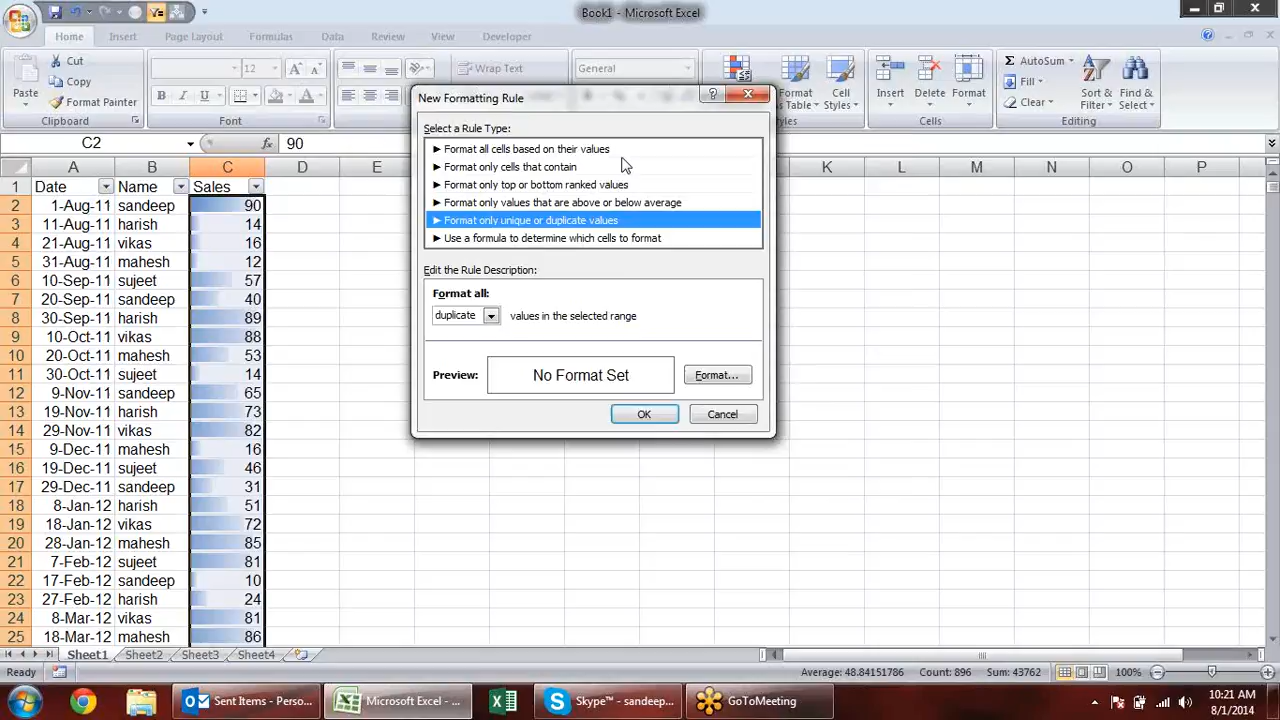 Book1 - Microsoft Excel
Home Insert Page Layout Formulas Data Review View Developer
Paste
Cut
Copy
Format Painter
Clipboard
12
Font
Wrap Text
General
Format as Table
Cell Styles
Insert
Delete
Format
Cells
AutoSum
Fill
Clear
Sort & Filter
Find & Select
Editing
C2
fx
90
A B C D E K L M N O P
1 Date Name Sales
2 1-Aug-11 sandeep 90
3 11-Aug-11 harish 14
4 21-Aug-11 vikas 16
5 31-Aug-11 mahesh 12
6 10-Sep-11 sujeet 57
7 20-Sep-11 sandeep 40
8 30-Sep-11 harish 89
9 10-Oct-11 vikas 88
10 20-Oct-11 mahesh 53
11 30-Oct-11 sujeet 14
12 9-Nov-11 sandeep 65
13 19-Nov-11 harish 73
14 29-Nov-11 vikas 82
15 9-Dec-11 mahesh 16
16 19-Dec-11 sujeet 46
17 29-Dec-11 sandeep 31
18 8-Jan-12 harish 51
19 18-Jan-12 vikas 72
20 28-Jan-12 mahesh 85
21 7-Feb-12 sujeet 81
22 17-Feb-12 sandeep 10
23 27-Feb-12 harish 24
24 8-Mar-12 vikas 81
25 18-Mar-12 mahesh 86
New Formatting Rule
Select a Rule Type:
Format all cells based on their values
Format only cells that contain
Format only top or bottom ranked values
Format only values that are above or below average
Format only unique or duplicate values
Use a formula to determine which cells to format
Edit the Rule Description:
Format all:
duplicate values in the selected range
Preview: No Format Set Format...
OK Cancel
Sheet1 Sheet2 Sheet3 Sheet4
Ready Average: 48.84151786 Count: 896 Sum: 43762 100%
Sent Items - Perso... Microsoft Excel - ... Skype™ - sandeep... GoToMeeting
10:21 AM
8/1/2014